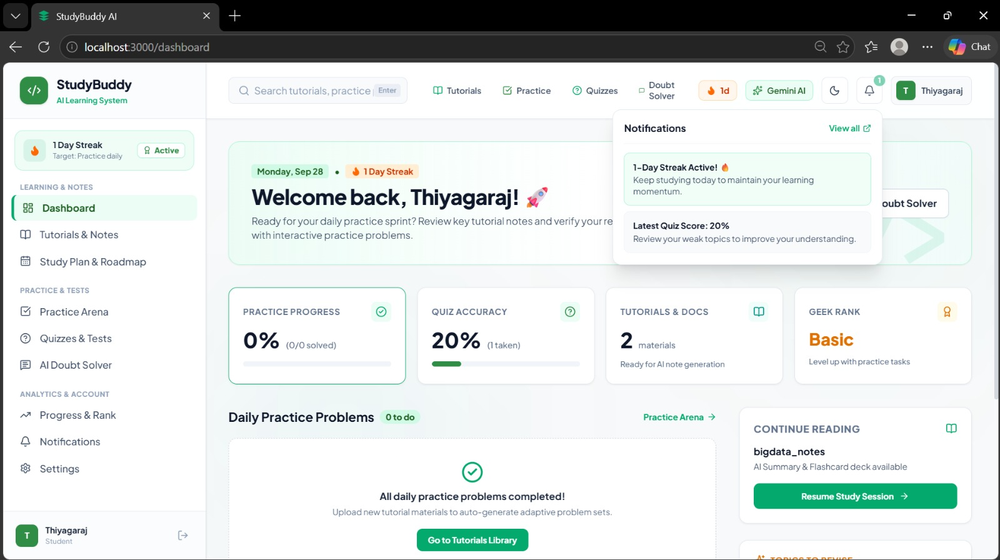 StudyBuddy AI
localhost:3000/dashboard
Chat
StudyBuddy
AI Learning System
Search tutorials, practice
Enter
Tutorials
Practice
Quizzes
Doubt
Solver
1d
Gemini AI
1
T
Thiyagaraj
1 Day Streak
Target: Practice daily
Active
LEARNING & NOTES
Dashboard
Tutorials & Notes
Study Plan & Roadmap
PRACTICE & TESTS
Practice Arena
Quizzes & Tests
AI Doubt Solver
ANALYTICS & ACCOUNT
Progress & Rank
Notifications
Settings
T
Thiyagaraj
Student
Notifications
View all
1-Day Streak Active! 🔥
Keep studying today to maintain your learning
momentum.
Latest Quiz Score: 20%
Review your weak topics to improve your understanding.
Monday, Sep 28 • 1 Day Streak
Welcome back, Thiyagaraj! 🚀
Ready for your daily practice sprint? Review key tutorial notes and verify your re
with interactive practice problems.
oubt Solver
PRACTICE PROGRESS
0% (0/0 solved)
QUIZ ACCURACY
20% (1 taken)
TUTORIALS & DOCS
2 materials
Ready for AI note generation
GEEK RANK
Basic
Level up with practice tasks
Daily Practice Problems
0 to do
Practice Arena →
All daily practice problems completed!
Upload new tutorial materials to auto-generate adaptive problem sets.
Go to Tutorials Library
CONTINUE READING
bigdata_notes
AI Summary & Flashcard deck available
Resume Study Session →
TOPICS TO REVISE